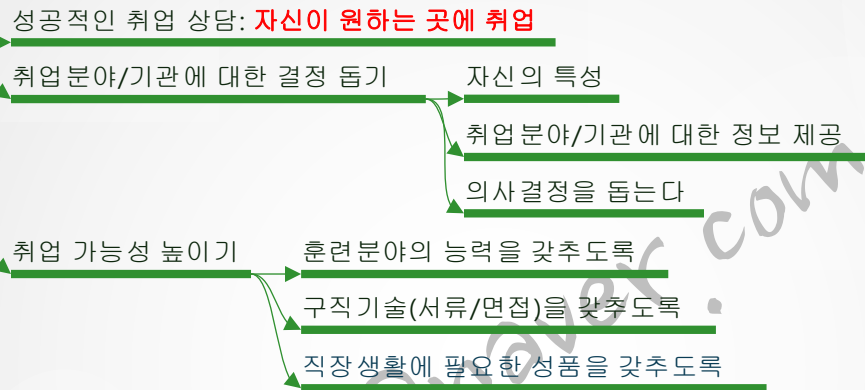 성공적인 취업 상담: 자신이 원하는 곳에 취업
취업분야/기관에 대한 결정 돕기
자신의 특성
취업분야/기관에 대한 정보 제공
의사결정을 돕는다
취업 가능성 높이기
훈련분야의 능력을 갖추도록
구직기술(서류/면접)을 갖추도록
직장생활에 필요한 성품을 갖추도록
@naver.com